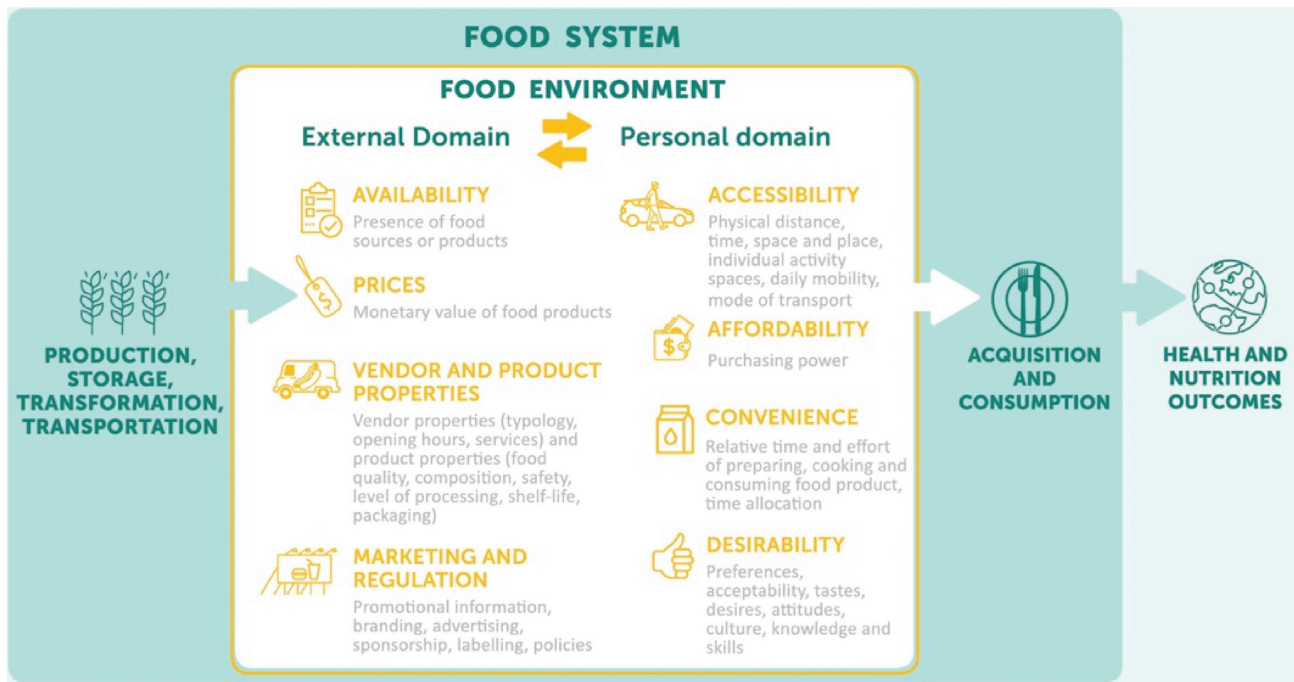 FOOD SYSTEM
FOOD ENVIRONMENT
External Domain
Personal domain
AVAILABILITY
Presence of food
sources or products
PRICES
Monetary value of food products
VENDOR AND PRODUCT
PROPERTIES
Vendor properties (typology,
opening hours, services) and
product properties (food
quality, composition, safety,
level of processing, shelf-life,
packaging)
MARKETING AND
REGULATION
Promotional information,
branding, advertising,
sponsorship, labelling, policies
ACCESSIBILITY
Physical distance,
time, space and place,
individual activity
spaces, daily mobility,
mode of transport
AFFORDABILITY
Purchasing power
CONVENIENCE
Relative time and effort
of preparing, cooking and
consuming food product,
time allocation
DESIRABILITY
Preferences,
acceptability, tastes,
desires, attitudes,
culture, knowledge and
skills
PRODUCTION,
STORAGE,
TRANSFORMATION,
TRANSPORTATION
ACQUISITION
AND
CONSUMPTION
HEALTH AND
NUTRITION
OUTCOMES